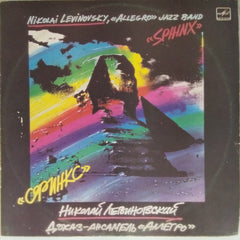 Nikolai Levinovsky, «Allegro» Jazz Band
«SPHINX»
«СФИНКС»
Николай Левиновский
Джаз-ансамбль «Аллегро»